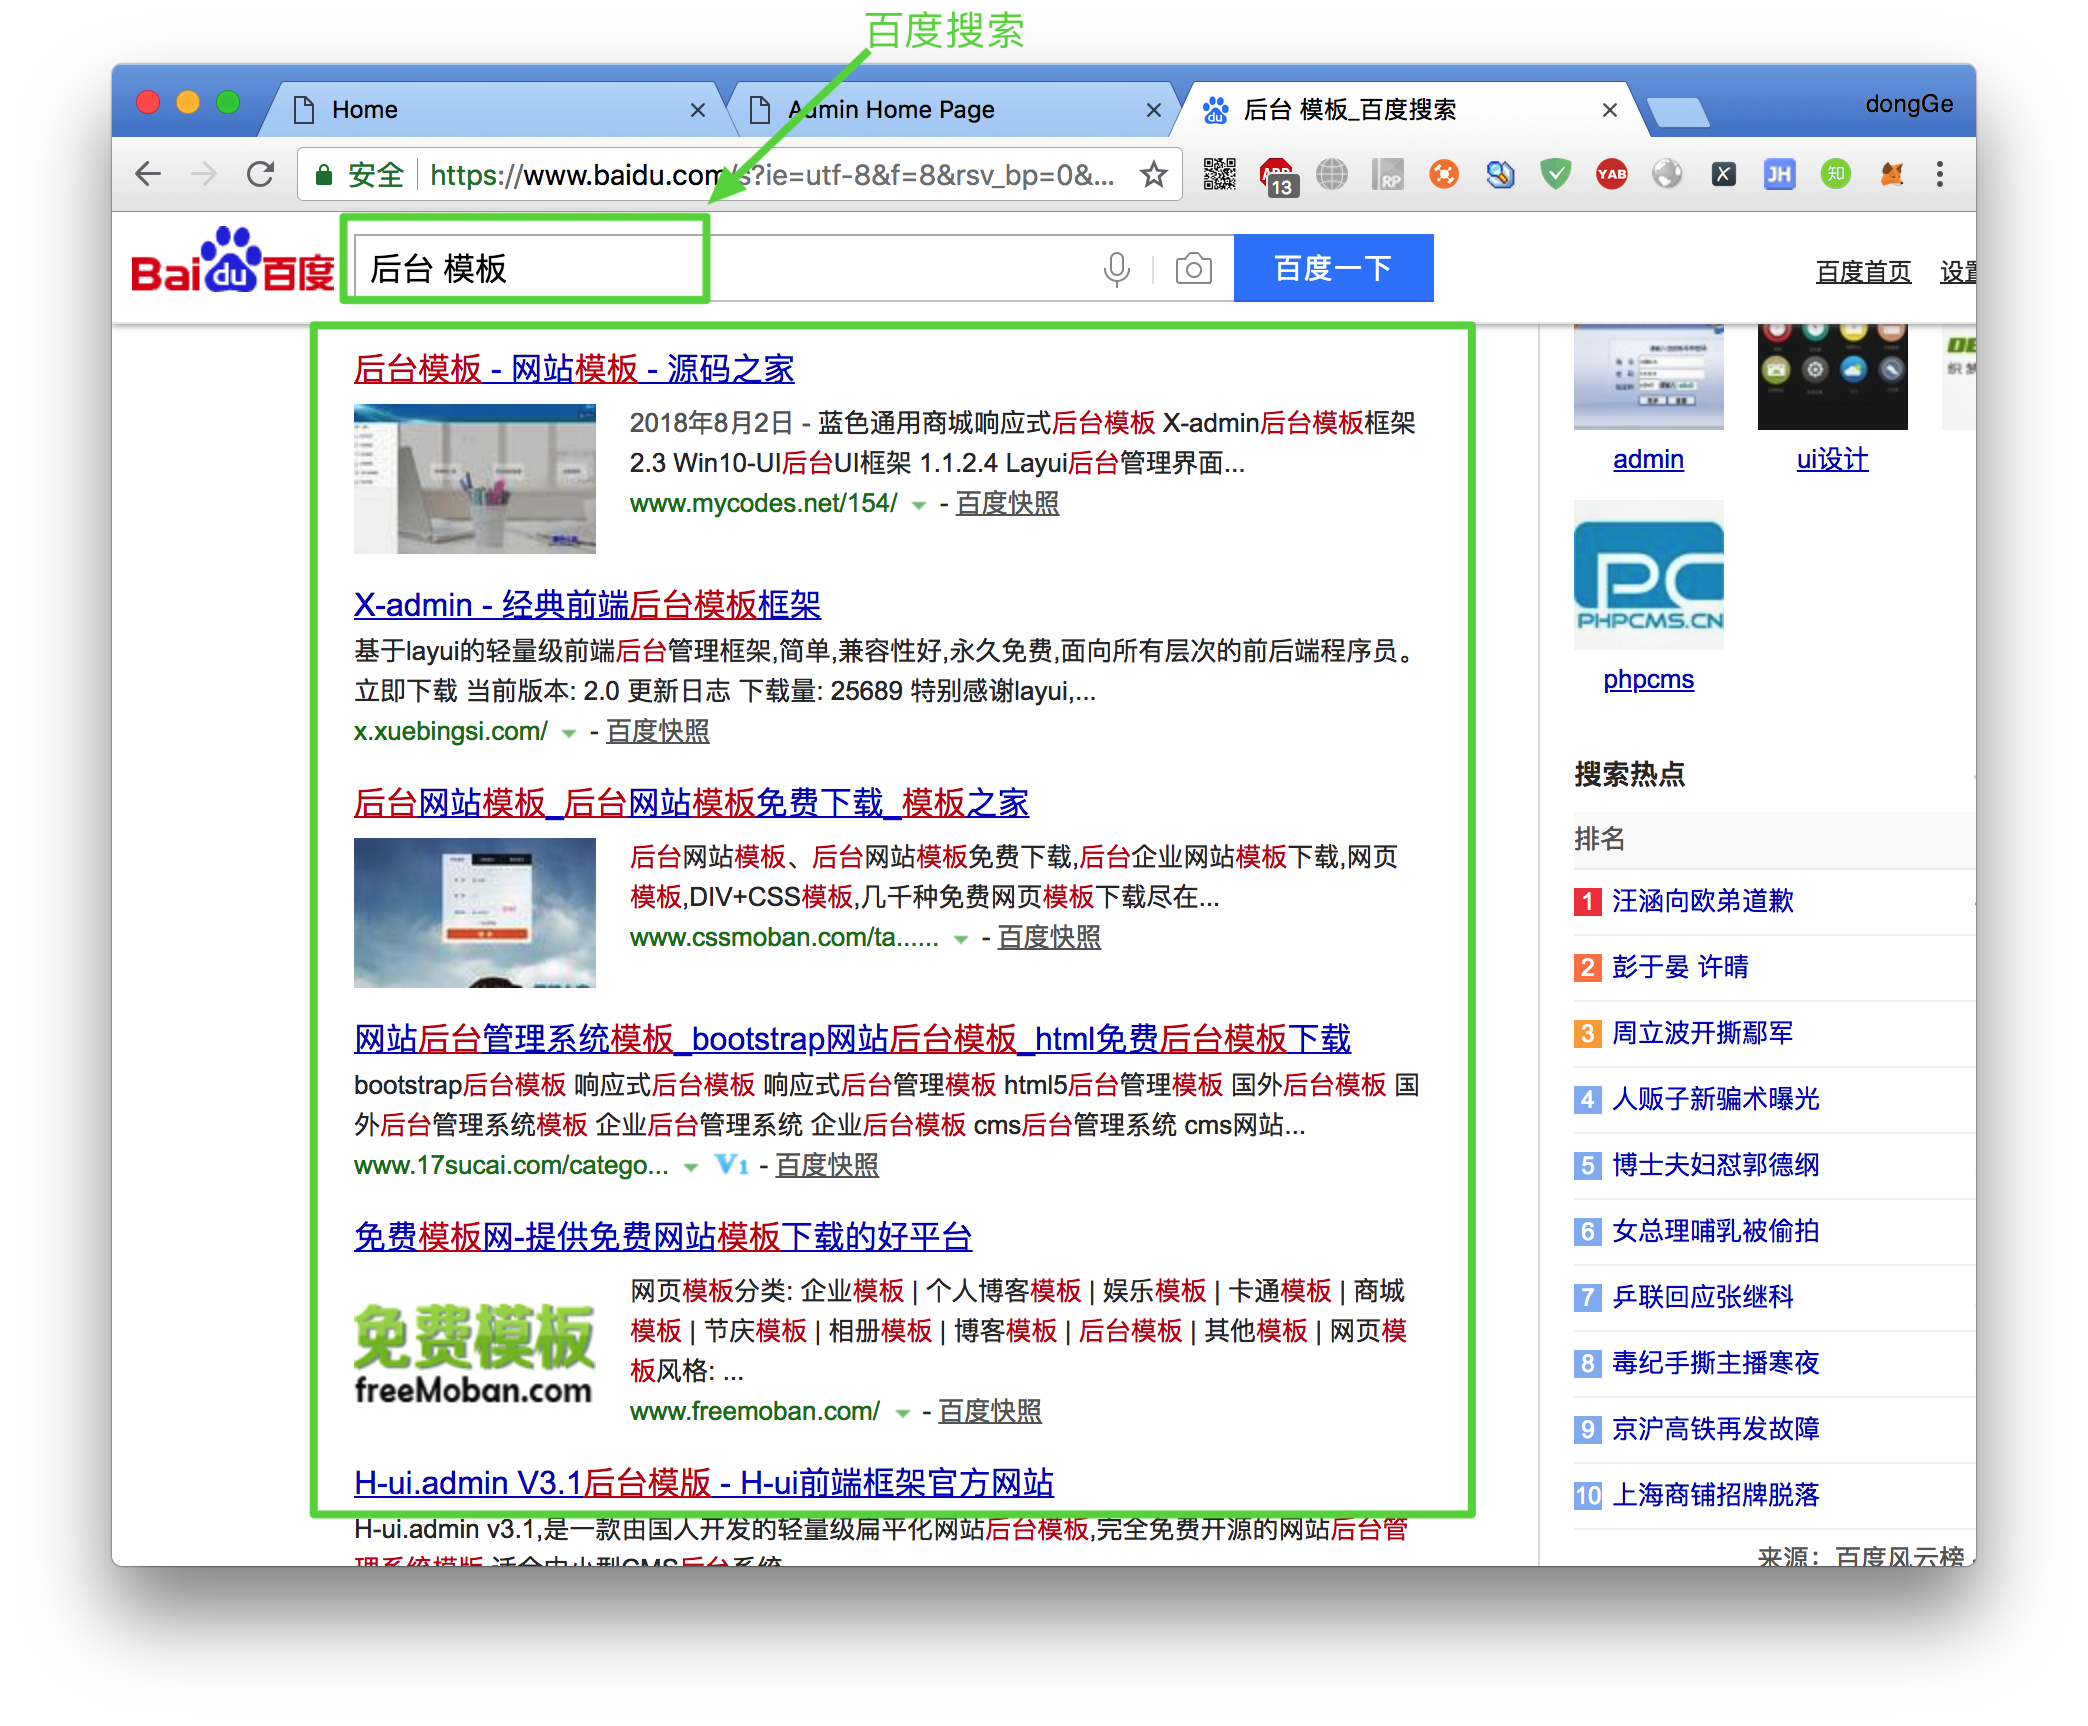 百度搜索
Home
Admin Home Page
后台 模板_百度搜索
dongGe
安全
https://www.baidu.com/s?ie=utf-8&f=8&rsv_bp=0&...
ABP
13
RP
YAB
X
JH
知
Bai du 百度
后台 模板
百度一下
百度首页
设置
后台模板 - 网站模板 - 源码之家
2018年8月2日 - 蓝色通用商城响应式后台模板 X-admin后台模板框架
2.3 Win10-UI后台UI框架 1.1.2.4 Layui后台管理界面...
www.mycodes.net/154/ - 百度快照
X-admin - 经典前端后台模板框架
基于layui的轻量级前端后台管理框架,简单,兼容性好,永久免费,面向所有层次的前后端程序员。
立即下载 当前版本: 2.0 更新日志 下载量: 25689 特别感谢layui,...
x.xuebingsi.com/ - 百度快照
后台网站模板_后台网站模板免费下载_模板之家
后台网站模板、后台网站模板免费下载,后台企业网站模板下载,网页
模板,DIV+CSS模板,几千种免费网页模板下载尽在...
www.cssmoban.com/ta...... - 百度快照
网站后台管理系统模板_bootstrap网站后台模板_html免费后台模板下载
bootstrap后台模板 响应式后台模板 响应式后台管理模板 html5后台管理模板 国外后台模板 国
外后台管理系统模板 企业后台管理系统 企业后台模板 cms后台管理系统 cms网站...
www.17sucai.com/catego... V1 - 百度快照
免费模板网-提供免费网站模板下载的好平台
免费模板
freeMoban.com
网页模板分类: 企业模板 | 个人博客模板 | 娱乐模板 | 卡通模板 | 商城
模板 | 节庆模板 | 相册模板 | 博客模板 | 后台模板 | 其他模板 | 网页模
板风格: ...
www.freemoban.com/ - 百度快照
H-ui.admin V3.1后台模版 - H-ui前端框架官方网站
H-ui.admin v3.1,是一款由国人开发的轻量级扁平化网站后台模板,完全免费开源的网站后台管
理系统模版,适合中小型CMS后台系统
admin
ui设计
PC
PHPCMS.CN
phpcms
搜索热点
排名
1 汪涵向欧弟道歉
2 彭于晏 许晴
3 周立波开撕鄢军
4 人贩子新骗术曝光
5 博士夫妇怼郭德纲
6 女总理哺乳被偷拍
7 乒联回应张继科
8 毒纪手撕主播寒夜
9 京沪高铁再发故障
10 上海商铺招牌脱落
来源：百度风云榜